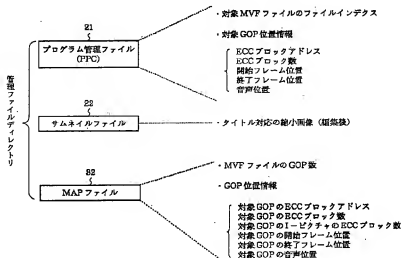 管理ファイルディレクトリ
21
プログラム管理ファイル
(PFC)
・対象MVFファイルのファイルインデクス
・対象GOP位置情報
ECCブロックアドレス
ECCブロック数
開始フレーム位置
終了フレーム位置
音声位置
22
サムネイルファイル
・タイトル対応の縮小画像（編集後）
32
MAPファイル
・MVFファイルのGOP数
・GOP位置情報
対象GOPのECCブロックアドレス
対象GOPのECCブロック数
対象GOPのI－ピクチャのECCブロック数
対象GOPの開始フレーム位置
対象GOPの終了フレーム位置
対象GOPの音声位置